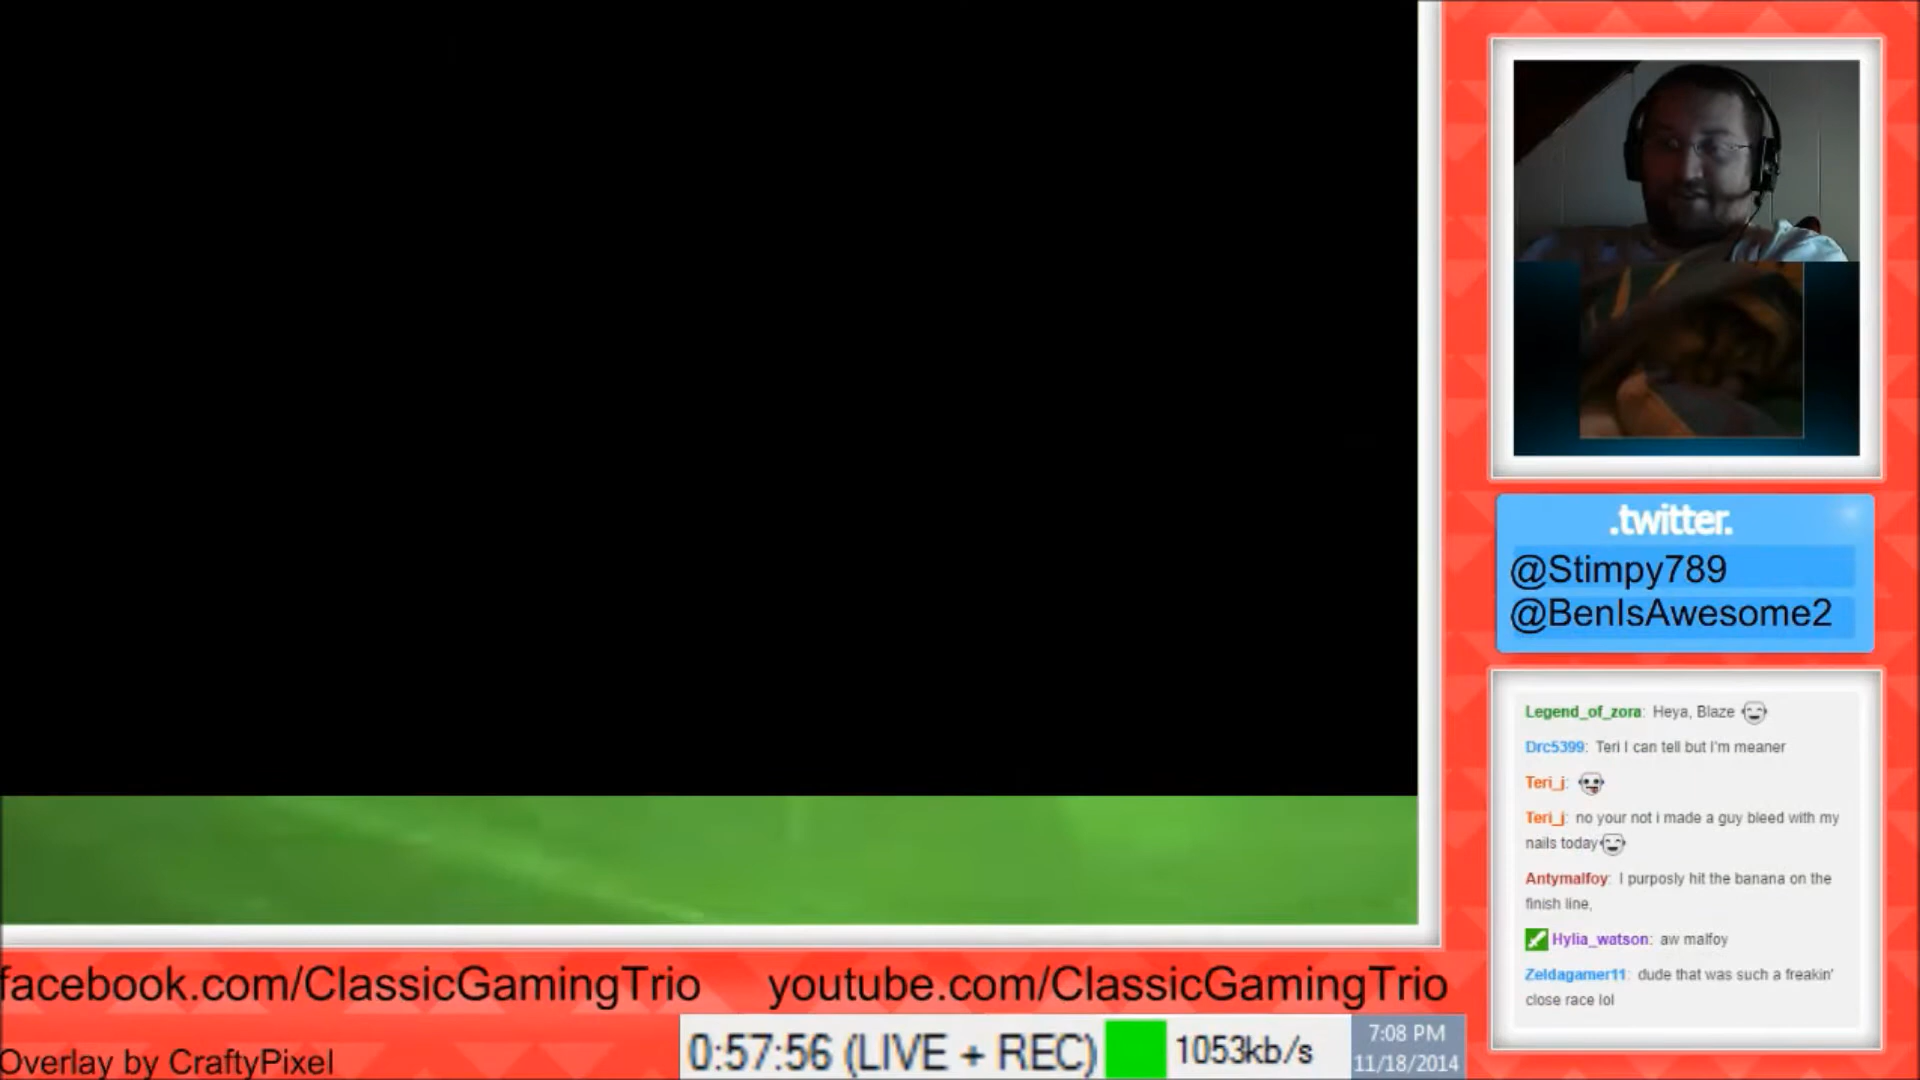 .twitter.
@Stimpy789
@BenIsAwesome2
Legend_of_zora: Heya, Blaze
Drc5399: Teri I can tell but I'm meaner
Teri_j:
Teri_j: no your not i made a guy bleed with my
nails today
Antymalfoy: I purposly hit the banana on the
finish line,
Hylia_watson: aw malfoy
Zeldagamer11: dude that was such a freakin'
close race lol
facebook.com/ClassicGamingTrio youtube.com/ClassicGamingTrio
Overlay by CraftyPixel
0:57:56 (LIVE + REC) 1053kb/s
7:08 PM
11/18/2014